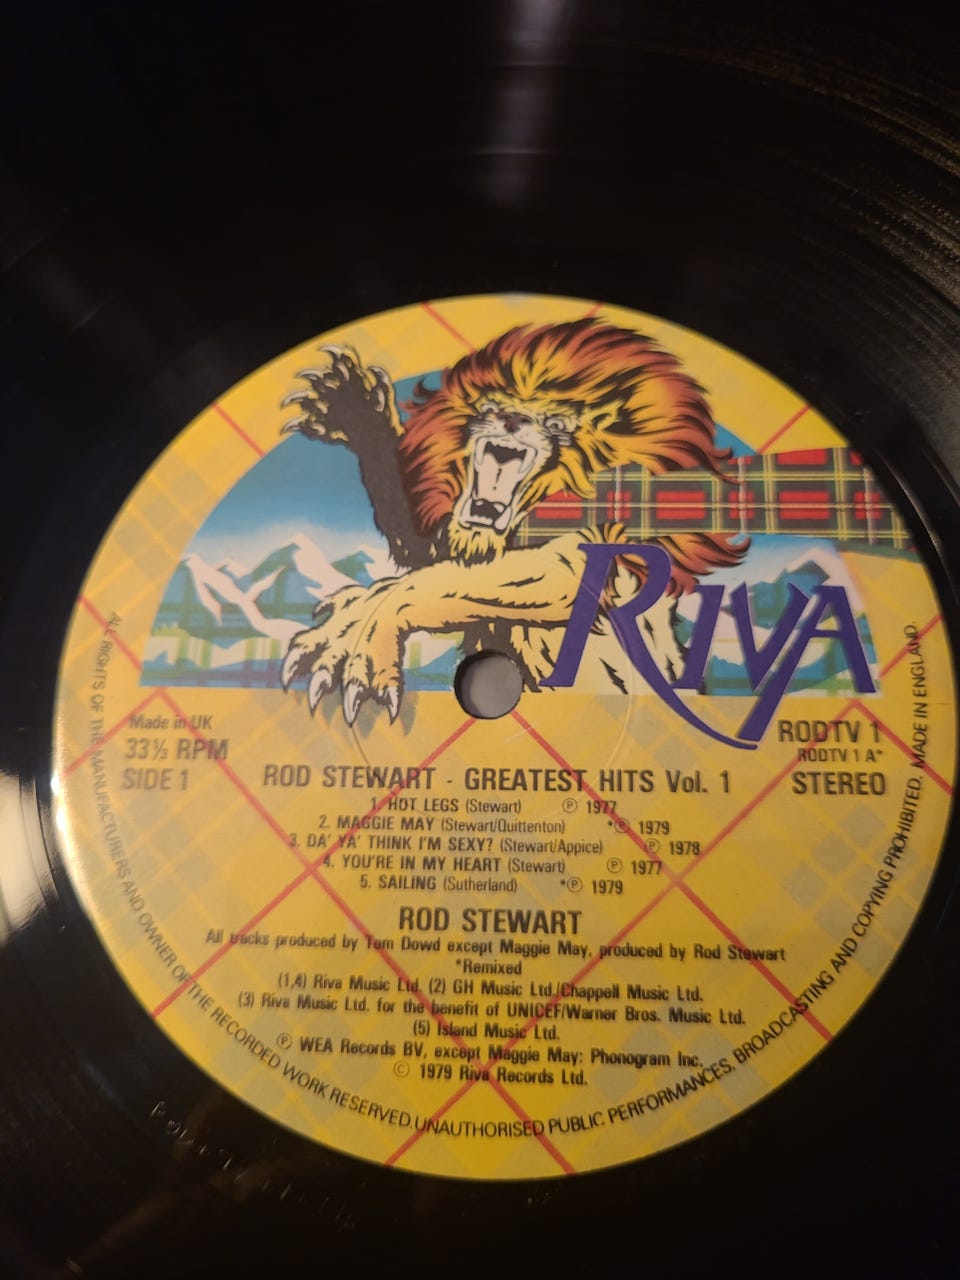 RIVA
Made in UK
33⅓ RPM
SIDE 1
RODTV 1
RODTV 1 A*
STEREO
ROD STEWART - GREATEST HITS Vol. 1
1. HOT LEGS (Stewart) Ⓟ 1977
2. MAGGIE MAY (Stewart/Quittenton) *Ⓟ 1979
3. DA' YA' THINK I'M SEXY? (Stewart/Appice) Ⓟ 1978
4. YOU'RE IN MY HEART (Stewart) Ⓟ 1977
5. SAILING (Sutherland) *Ⓟ 1979
ROD STEWART
All tracks produced by Tom Dowd except Maggie May, produced by Rod Stewart
*Remixed
(1,4) Riva Music Ltd. (2) GH Music Ltd./Chappell Music Ltd.
(3) Riva Music Ltd. for the benefit of UNICEF/Warner Bros. Music Ltd.
(5) Island Music Ltd.
Ⓟ WEA Records BV, except Maggie May: Phonogram Inc.
© 1979 Riva Records Ltd.
ALL RIGHTS OF THE MANUFACTURERS AND OWNER OF THE RECORDED WORK RESERVED. UNAUTHORISED PUBLIC PERFORMANCES, BROADCASTING AND COPYING PROHIBITED. MADE IN ENGLAND.